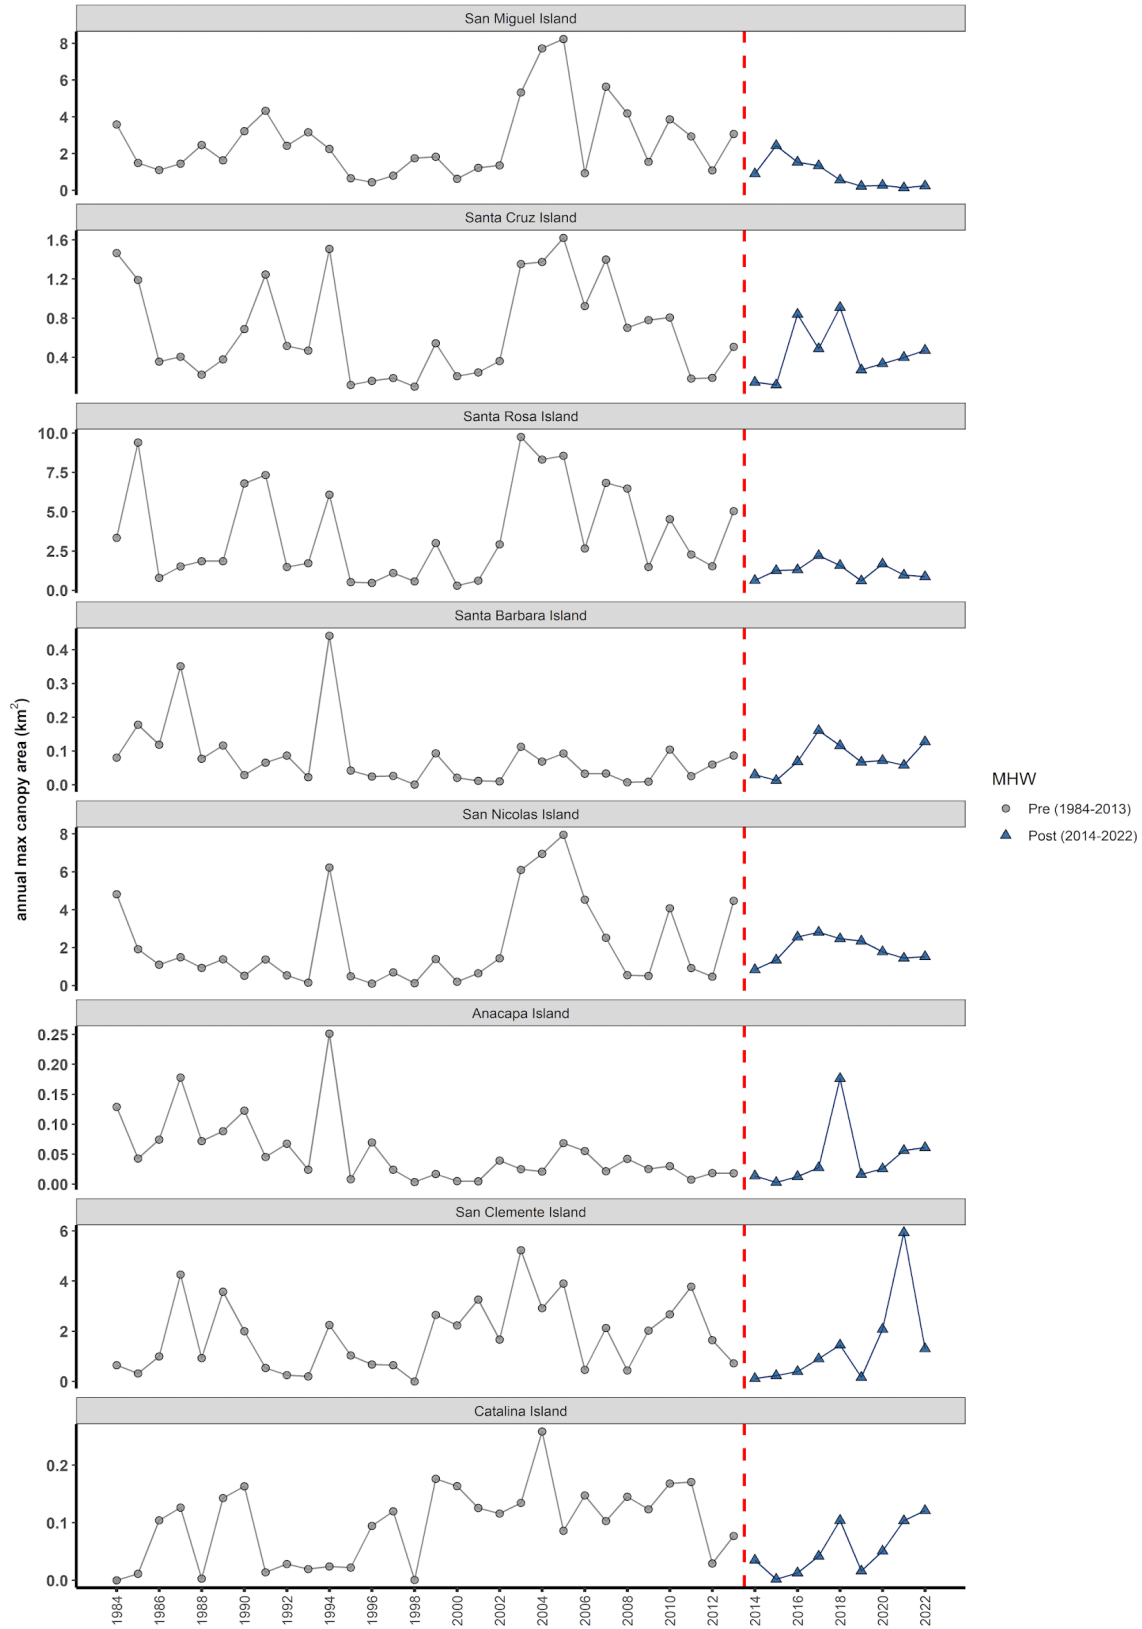 San Miguel Island
8
6
4
2
0
Santa Cruz Island
1.6
1.2
0.8
0.4
Santa Rosa Island
10.0
7.5
5.0
2.5
0.0
Santa Barbara Island
0.4
0.3
0.2
0.1
0.0
San Nicolas Island
8
6
4
2
0
Anacapa Island
0.25
0.20
0.15
0.10
0.05
0.00
San Clemente Island
6
4
2
0
Catalina Island
0.2
0.1
0.0
1984 1986 1988 1990 1992 1994 1996 1998 2000 2002 2004 2006 2008 2010 2012 2014 2016 2018 2020 2022
annual max canopy area (km²)
MHW
Pre (1984-2013)
Post (2014-2022)